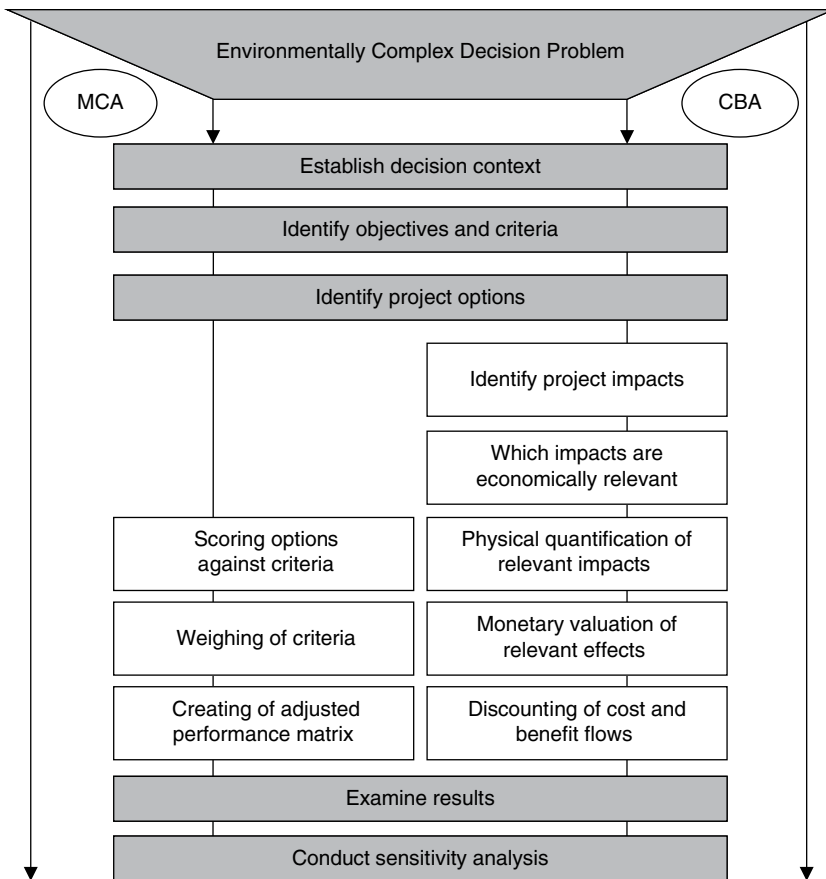 Environmentally Complex Decision Problem
MCA
CBA
Establish decision context
Identify objectives and criteria
Identify project options
Identify project impacts
Which impacts are
economically relevant
Scoring options
against criteria
Physical quantification of
relevant impacts
Weighing of criteria
Monetary valuation of
relevant effects
Creating of adjusted
performance matrix
Discounting of cost and
benefit flows
Examine results
Conduct sensitivity analysis